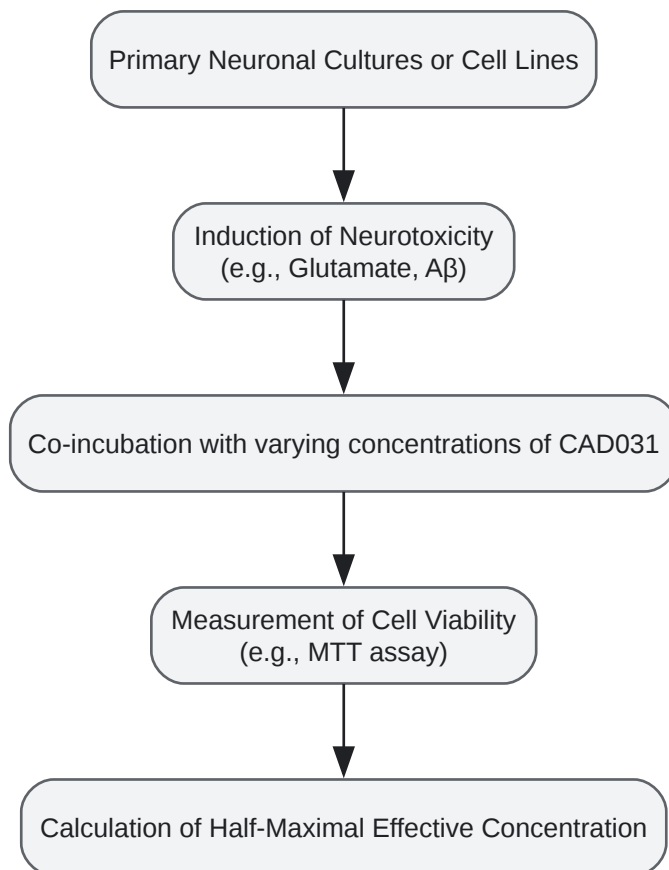 Primary Neuronal Cultures or Cell Lines
Induction of Neurotoxicity
(e.g., Glutamate, Aβ)
Co-incubation with varying concentrations of CAD031
Measurement of Cell Viability
(e.g., MTT assay)
Calculation of Half-Maximal Effective Concentration